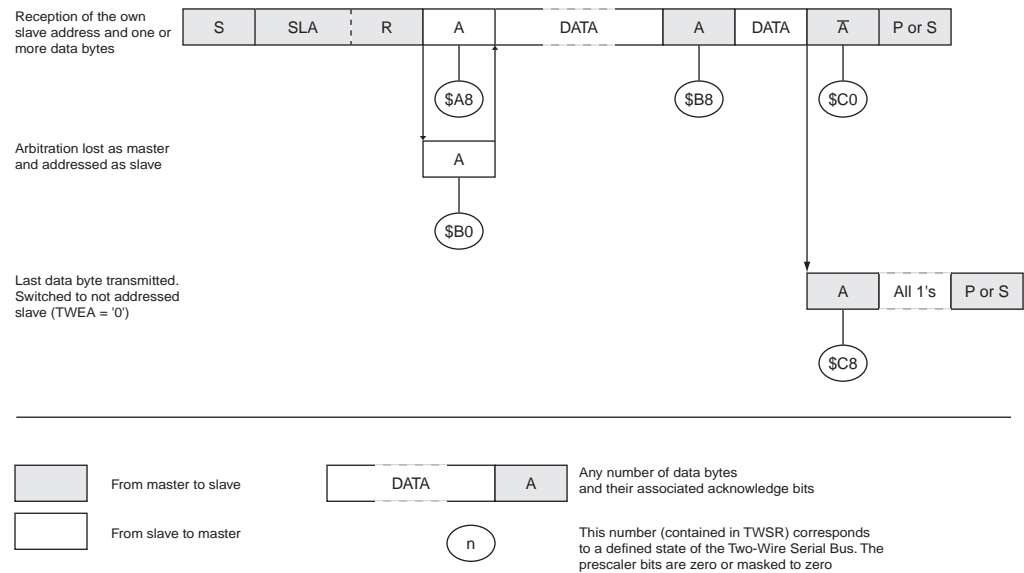 Reception of the own
slave address and one or
more data bytes
S SLA R A DATA A DATA A̅ P or S
$A8 $B8 $C0
Arbitration lost as master
and addressed as slave
A
$B0
Last data byte transmitted.
Switched to not addressed
slave (TWEA = '0')
A All 1's P or S
$C8
From master to slave
DATA A
Any number of data bytes
and their associated acknowledge bits
From slave to master
n
This number (contained in TWSR) corresponds
to a defined state of the Two-Wire Serial Bus. The
prescaler bits are zero or masked to zero